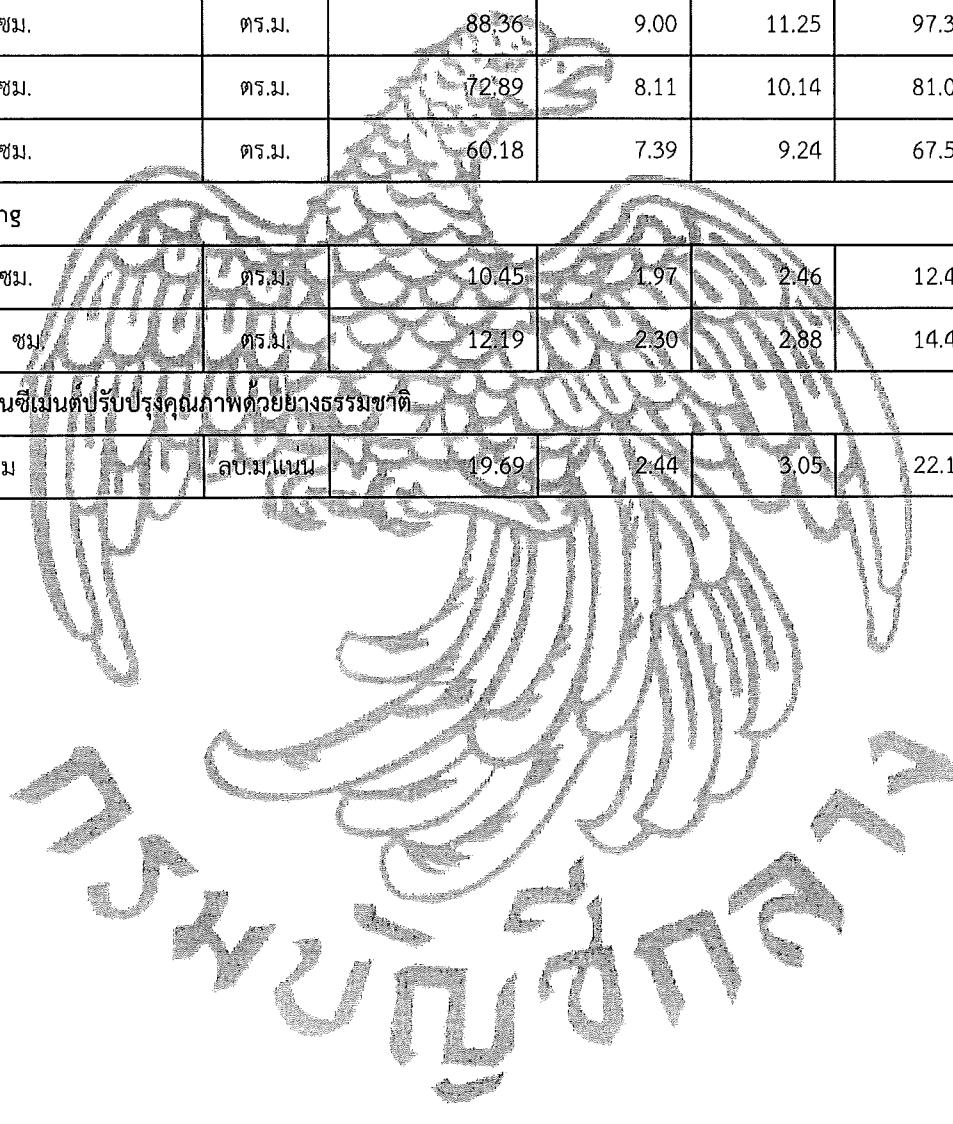 ซม. ตร.ม. 88.36 9.00 11.25 97.3
ซม. ตร.ม. 72.89 8.11 10.14 81.0
ซม. ตร.ม. 60.18 7.39 9.24 67.5
ng
ซม. ตร.ม. 10.45 1.97 2.46 12.4
ซม. ตร.ม. 12.19 2.30 2.88 14.4
นซีเมนต์ปรับปรุงคุณภาพด้วยยางธรรมชาติ
ม ลบ.ม.แน่น 19.69 2.44 3.05 22.1
กรมบัญชีกลาง